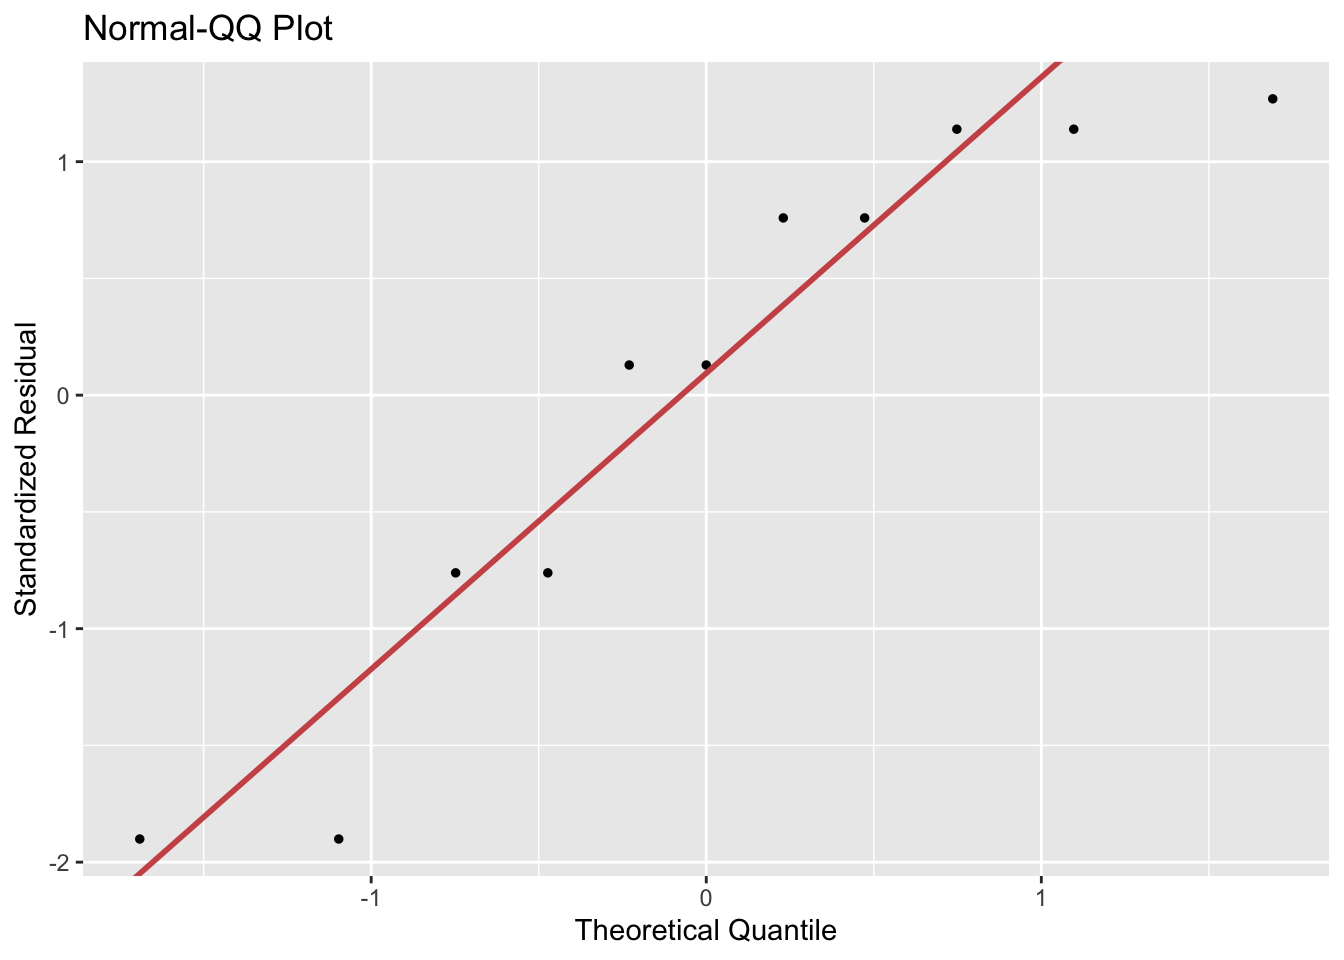 Normal-QQ Plot
1
0
-1
-2
-1
0
1
Theoretical Quantile
Standardized Residual